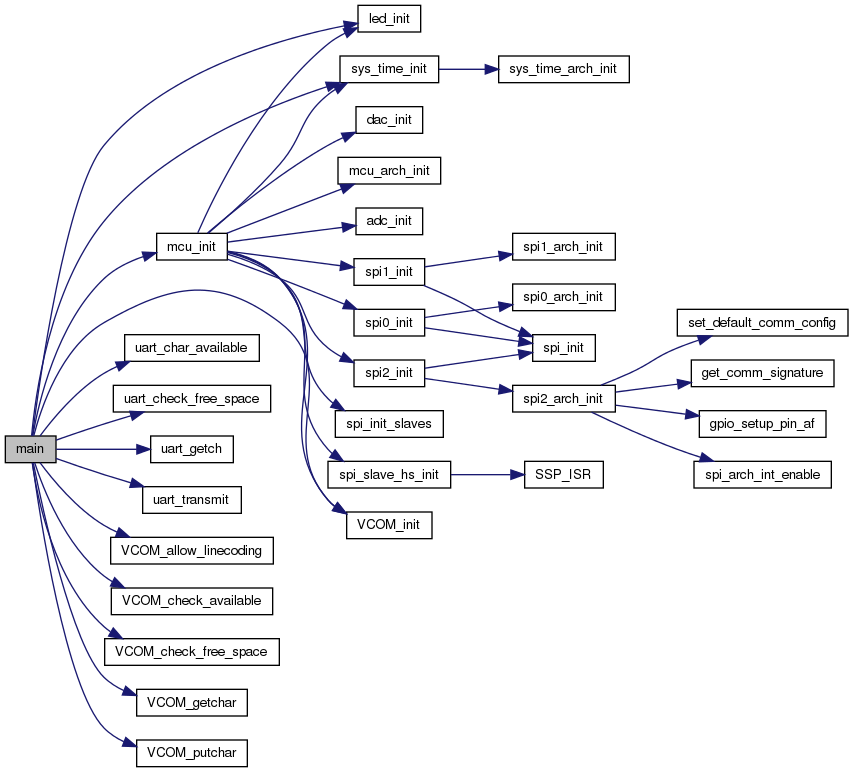 led_init
sys_time_init
sys_time_arch_init
dac_init
mcu_arch_init
adc_init
mcu_init
spi1_init
spi1_arch_init
spi0_init
spi0_arch_init
spi_init
spi2_init
spi2_arch_init
set_default_comm_config
get_comm_signature
gpio_setup_pin_af
spi_arch_int_enable
spi_init_slaves
spi_slave_hs_init
SSP_ISR
VCOM_init
main
uart_char_available
uart_check_free_space
uart_getch
uart_transmit
VCOM_allow_linecoding
VCOM_check_available
VCOM_check_free_space
VCOM_getchar
VCOM_putchar